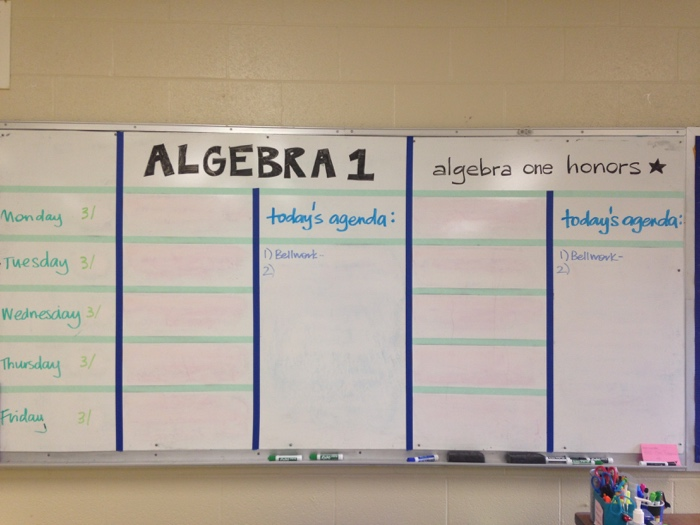 ALGEBRA 1
algebra one honors ★
Monday 3/
today's agenda:
today's agenda:
Tuesday 3/
1) Bellwork-
2)
1) Bellwork-
2)
Wednesday 3/
Thursday 3/
Friday 3/